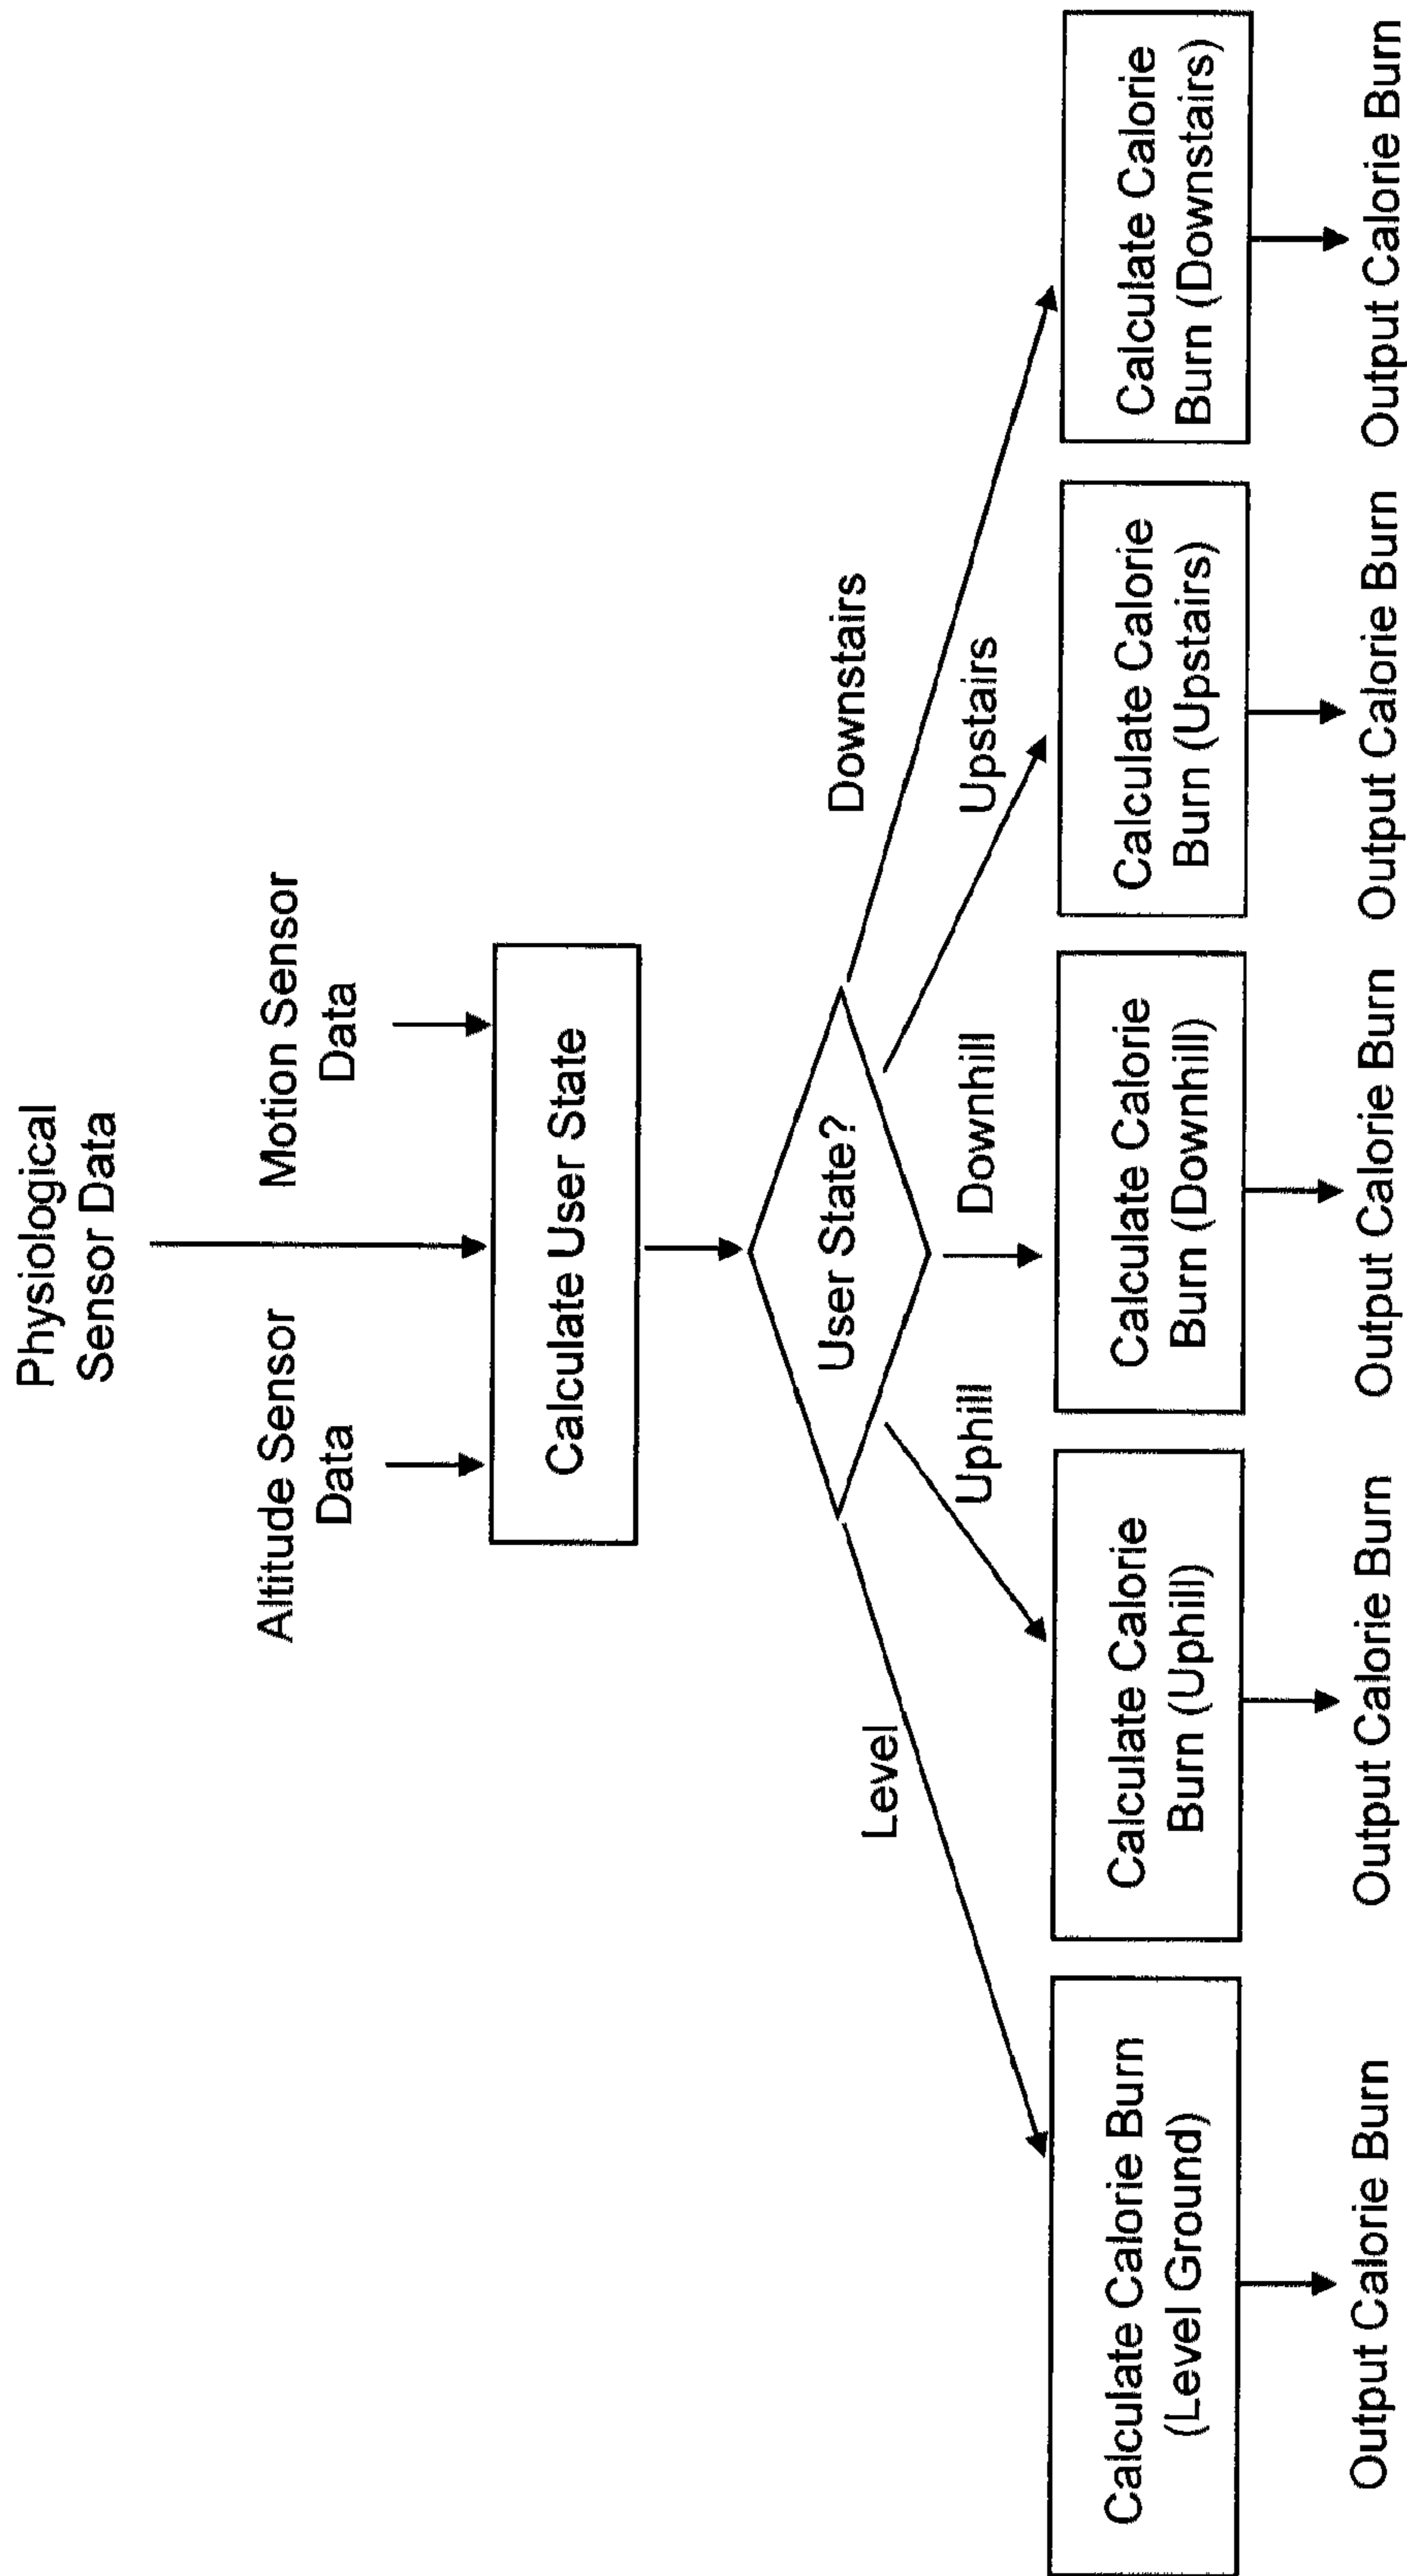 Physiological
Sensor Data
Altitude Sensor
Data
Motion Sensor
Data
Calculate User State
User State?
Level
Uphill
Downhill
Upstairs
Downstairs
Calculate Calorie Burn
(Level Ground)
Calculate Calorie
Burn (Uphill)
Calculate Calorie
Burn (Downhill)
Calculate Calorie
Burn (Upstairs)
Calculate Calorie
Burn (Downstairs)
Output Calorie Burn
Output Calorie Burn
Output Calorie Burn
Output Calorie Burn
Output Calorie Burn